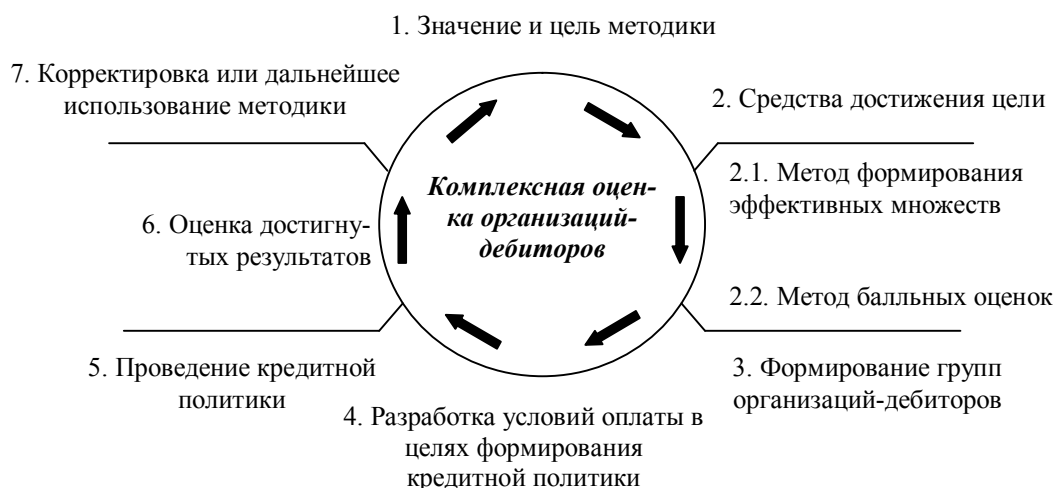 1. Значение и цель методики
7. Корректировка или дальнейшее
использование методики
2. Средства достижения цели
2.1. Метод формирования
эффективных множеств
Комплексная оцен-
ка организаций-
дебиторов
6. Оценка достигну-
тых результатов
2.2. Метод балльных оценок
5. Проведение кредитной
политики
3. Формирование групп
организаций-дебиторов
4. Разработка условий оплаты в
целях формирования
кредитной политики